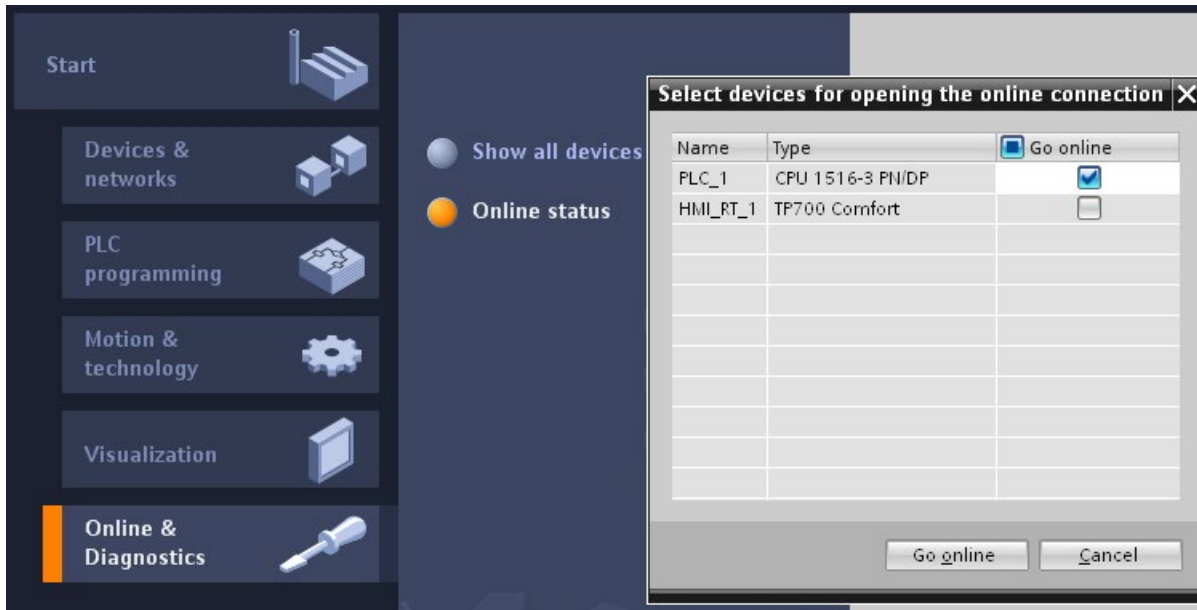 Start
Devices &
networks
PLC
programming
Motion &
technology
Visualization
Online &
Diagnostics
Show all devices
Online status
Select devices for opening the online connection
Name Type Go online
PLC_1 CPU 1516-3 PN/DP
HMI_RT_1 TP700 Comfort
Go online Cancel